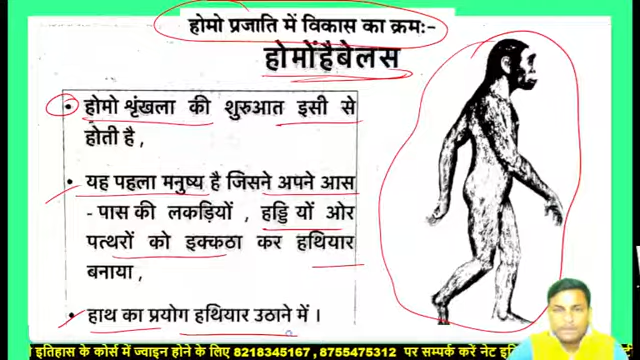 होमो प्रजाति में विकास का क्रम:-
होमोंहैबेलस
• होमो श्रृंखला की शुरुआत इसी से
होती है ,
• यह पहला मनुष्य है जिसने अपने आस
- पास की लकड़ियों , हड्डि यों ओर
पत्थरों को इक्कठा कर हथियार
बनाया ,
• हाथ का प्रयोग हथियार उठाने में ।
इतिहास के कोर्स में ज्वाइन होने के लिए 8218345167 , 8755475312 पर सम्पर्क करें नेट